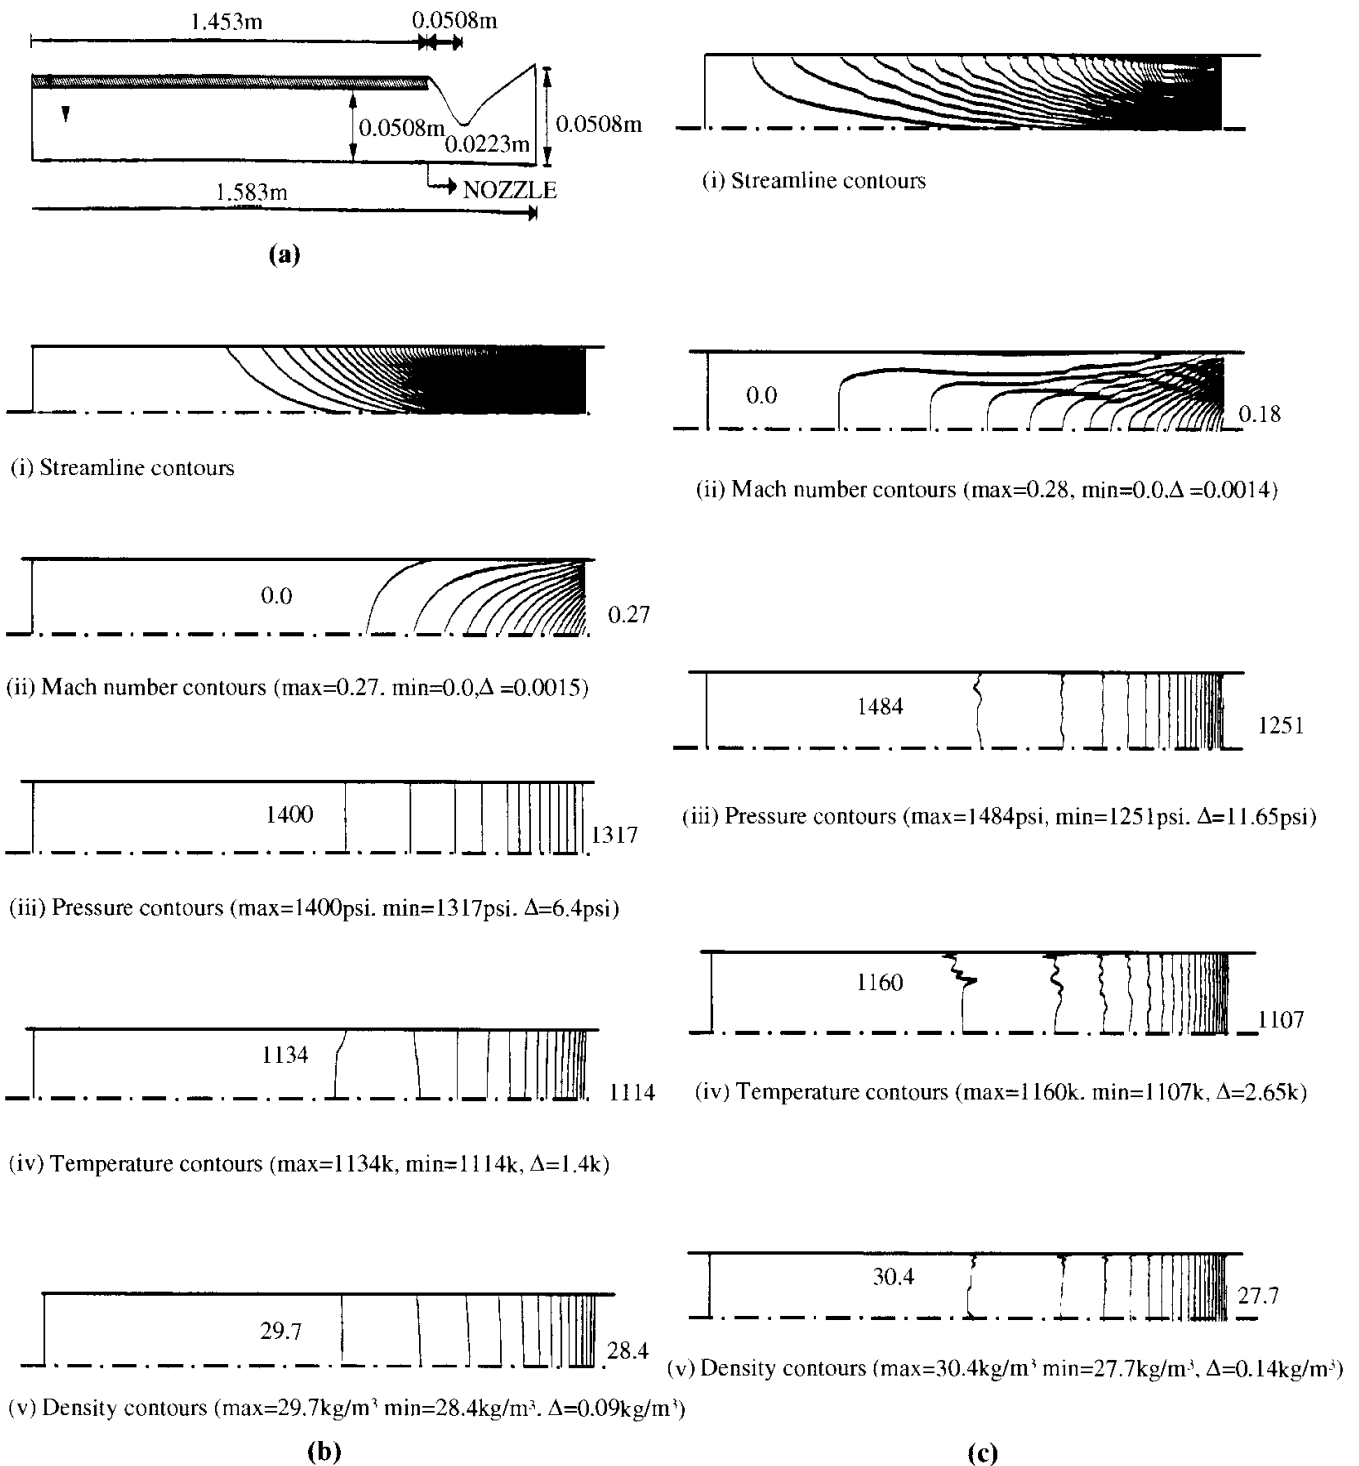 1.453m
0.0508m
0.0508m
0.0223m
0.0508m
NOZZLE
1.583m
(a)
(i) Streamline contours
0.0
0.27
(ii) Mach number contours (max=0.27. min=0.0,Δ =0.0015)
1400
1317
(iii) Pressure contours (max=1400psi. min=1317psi. Δ=6.4psi)
1134
1114
(iv) Temperature contours (max=1134k, min=1114k, Δ=1.4k)
29.7
28.4
(v) Density contours (max=29.7kg/m³ min=28.4kg/m³. Δ=0.09kg/m³)
(b)
(i) Streamline contours
0.0
0.18
(ii) Mach number contours (max=0.28, min=0.0,Δ =0.0014)
1484
1251
(iii) Pressure contours (max=1484psi, min=1251psi. Δ=11.65psi)
1160
1107
(iv) Temperature contours (max=1160k. min=1107k, Δ=2.65k)
30.4
27.7
(v) Density contours (max=30.4kg/m³ min=27.7kg/m³, Δ=0.14kg/m³)
(c)